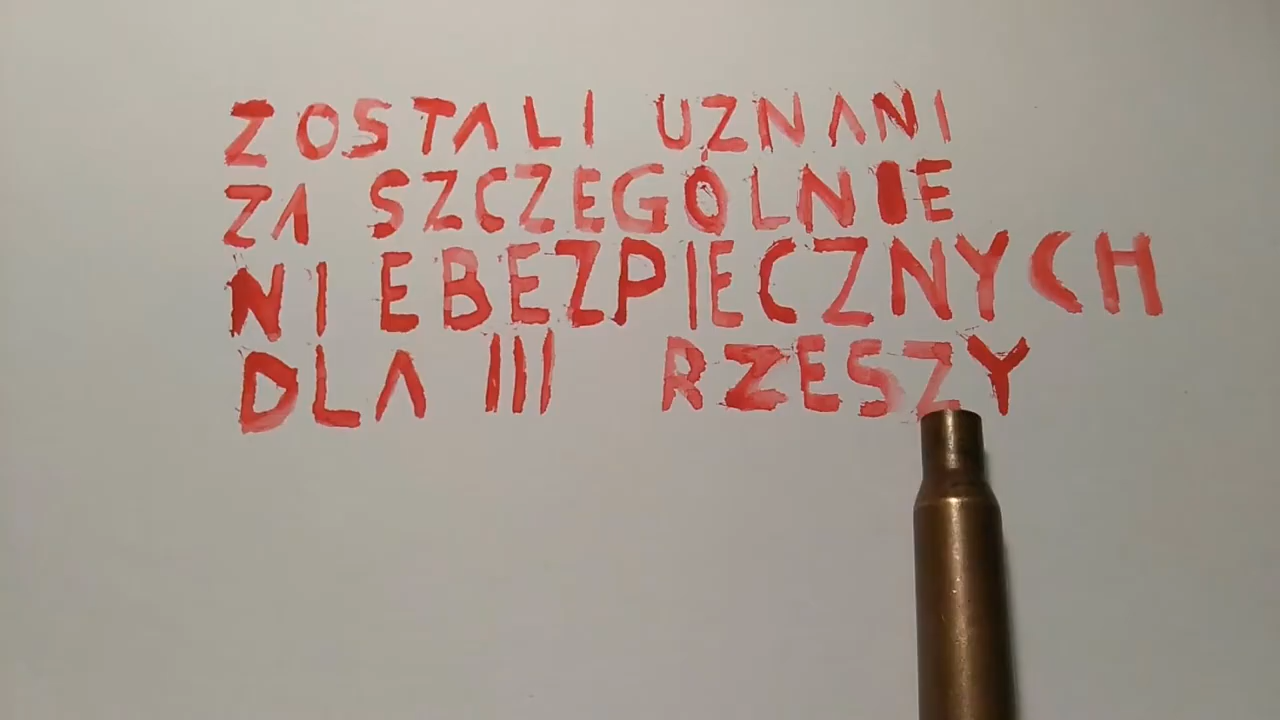 ZOSTALI UZNANI
ZA SZCZEGÓLNIE
NIEBEZPIECZNYCH
DLA III RZESZY